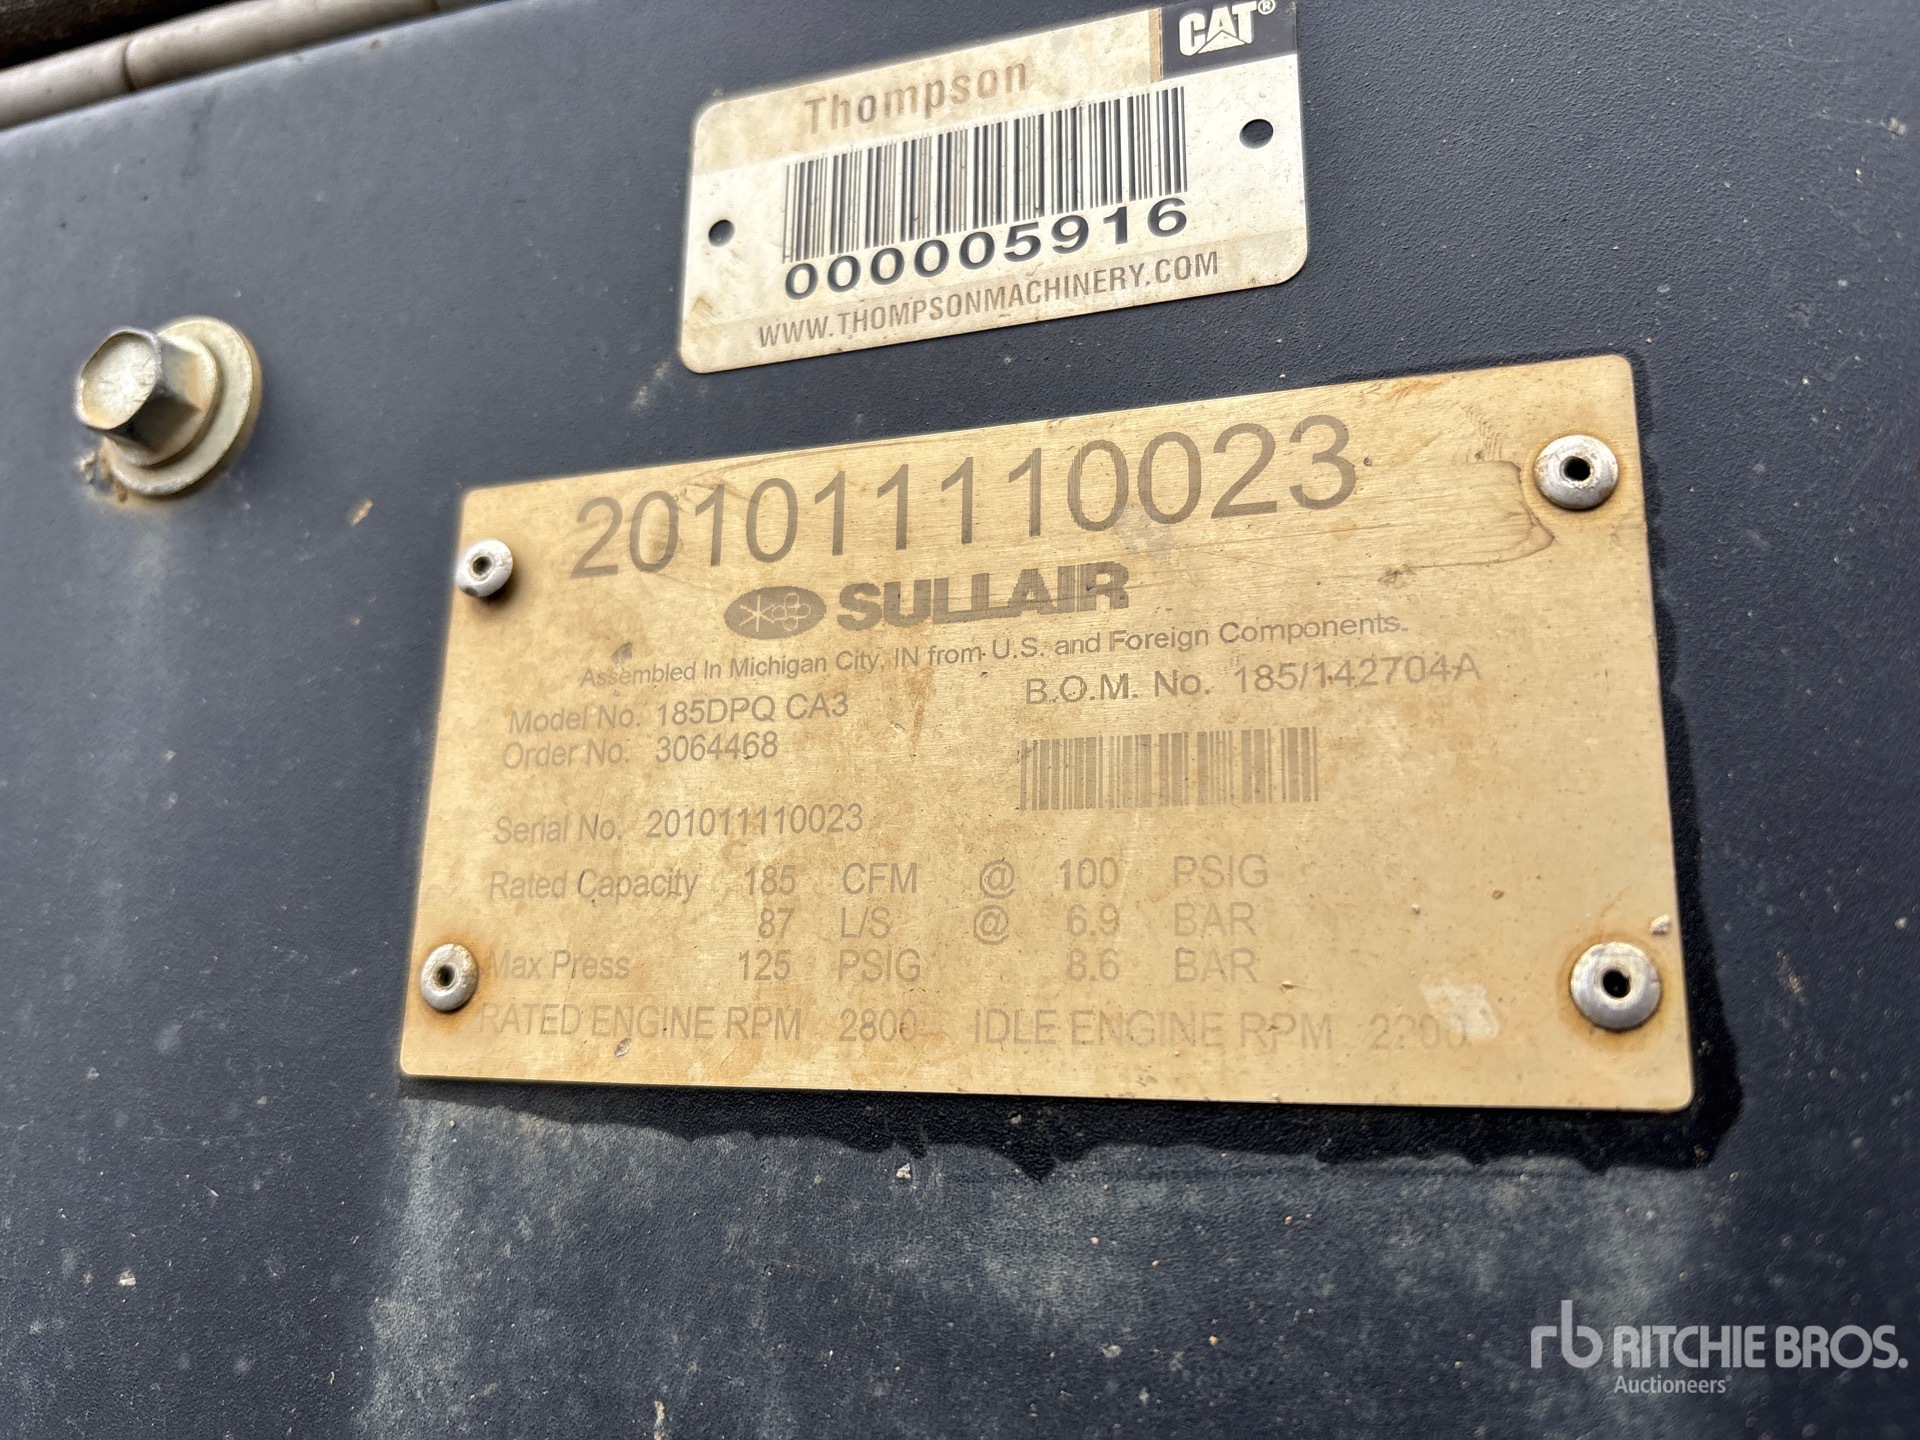 Thompson CAT®
000005916
WWW.THOMPSONMACHINERY.COM
201011110023
SULLAIR
Assembled In Michigan City, IN from U.S. and Foreign Components.
Model No. 185DPQ CA3 B.O.M. No. 185/142704A
Order No. 3064468
Serial No. 201011110023
Rated Capacity 185 CFM @ 100 PSIG
87 L/S @ 6.9 BAR
Max Press 125 PSIG 8.6 BAR
RATED ENGINE RPM 2800 IDLE ENGINE RPM 2200
rb RITCHIE BROS.
Auctioneers